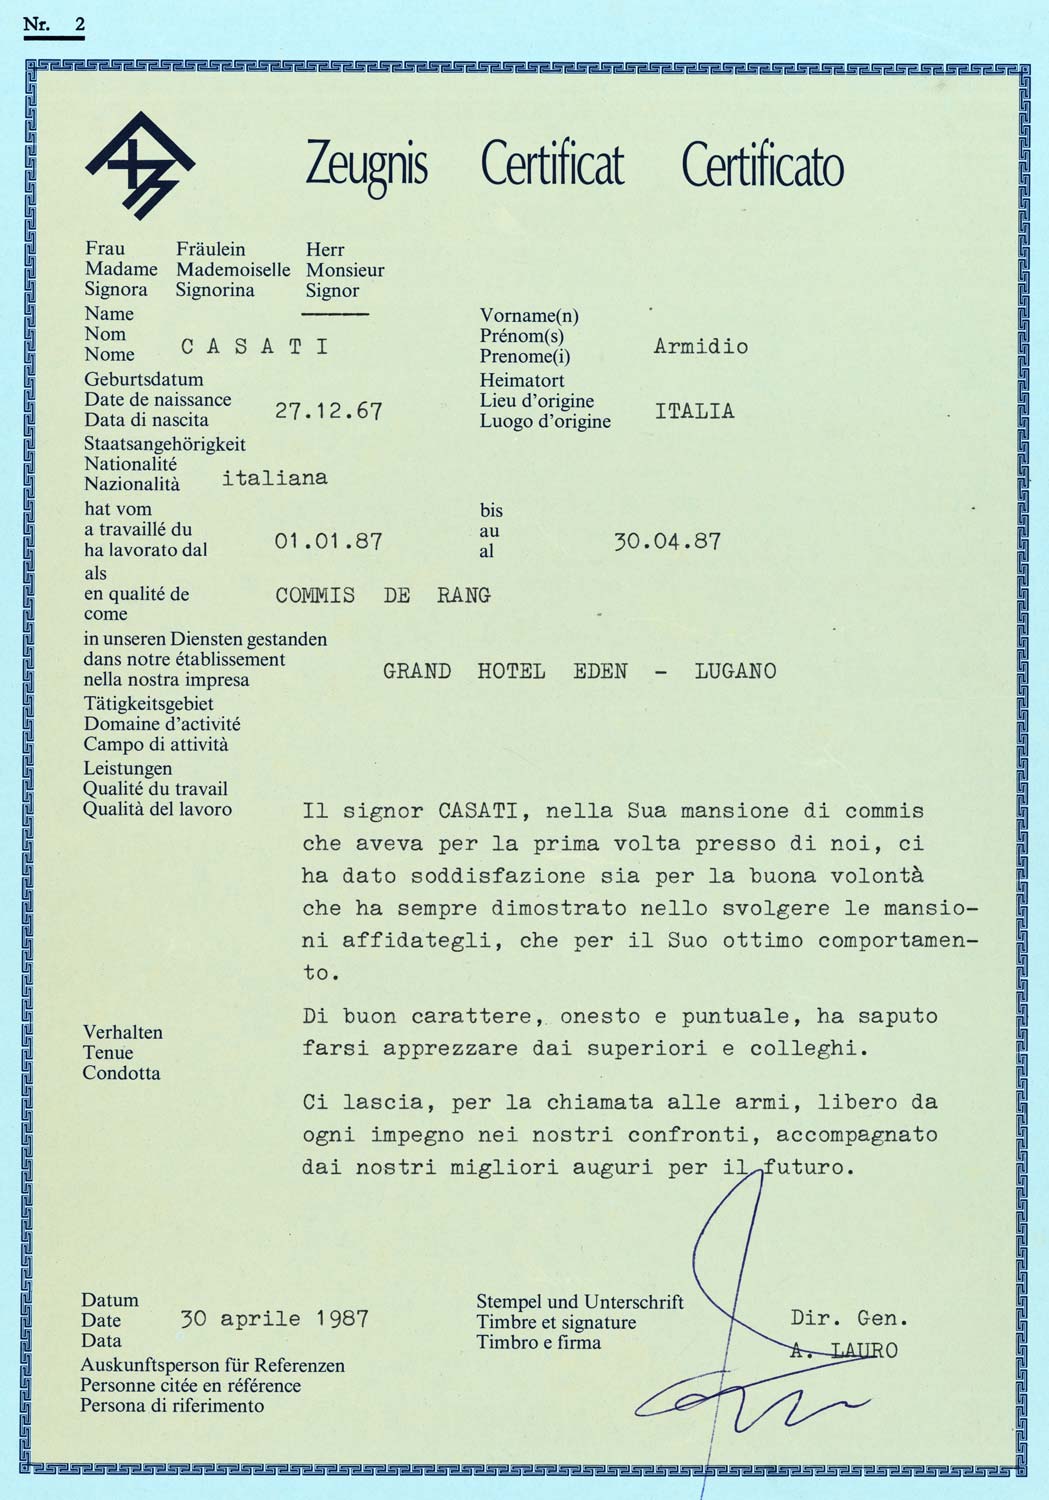 Nr. 2
Zeugnis Certificat Certificato
Frau Fräulein Herr
Madame Mademoiselle Monsieur
Signora Signorina Signor
Name Vorname(n)
Nom Prénom(s)
Nome CASATI Prenome(i) Armidio
Geburtsdatum Heimatort
Date de naissance Lieu d'origine
Data di nascita 27.12.67 Luogo d'origine ITALIA
Staatsangehörigkeit
Nationalité
Nazionalità italiana
hat vom bis
a travaillé du au
ha lavorato dal 01.01.87 al 30.04.87
als
en qualité de COMMIS DE RANG
come
in unseren Diensten gestanden
dans notre établissement
nella nostra impresa GRAND HOTEL EDEN - LUGANO
Tätigkeitsgebiet
Domaine d'activité
Campo di attività
Leistungen
Qualité du travail
Qualità del lavoro Il signor CASATI, nella Sua mansione di commis
che aveva per la prima volta presso di noi, ci
ha dato soddisfazione sia per la buona volontà
che ha sempre dimostrato nello svolgere le mansio-
ni affidategli, che per il Suo ottimo comportamen-
to.
Di buon carattere, onesto e puntuale, ha saputo
Verhalten
Tenue farsi apprezzare dai superiori e colleghi.
Condotta
Ci lascia, per la chiamata alle armi, libero da
ogni impegno nei nostri confronti, accompagnato
dai nostri migliori auguri per il futuro.
Datum Stempel und Unterschrift
Date 30 aprile 1987 Timbre et signature Dir. Gen.
Data Timbro e firma A. LAURO
Auskunftsperson für Referenzen
Personne citée en référence
Persona di riferimento